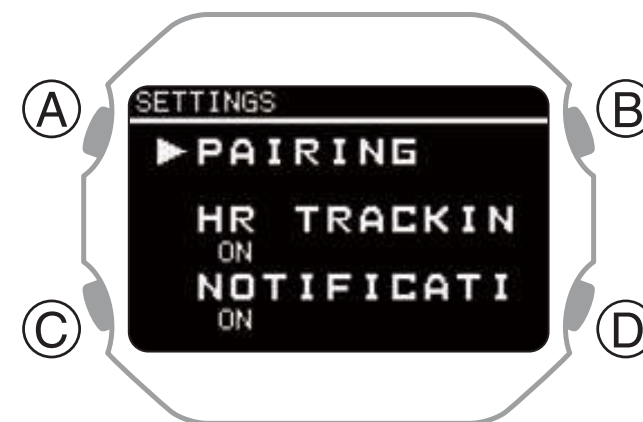 A
B
SETTINGS
▶PAIRING
HR TRACKIN
ON
NOTIFICATI
ON
C
D